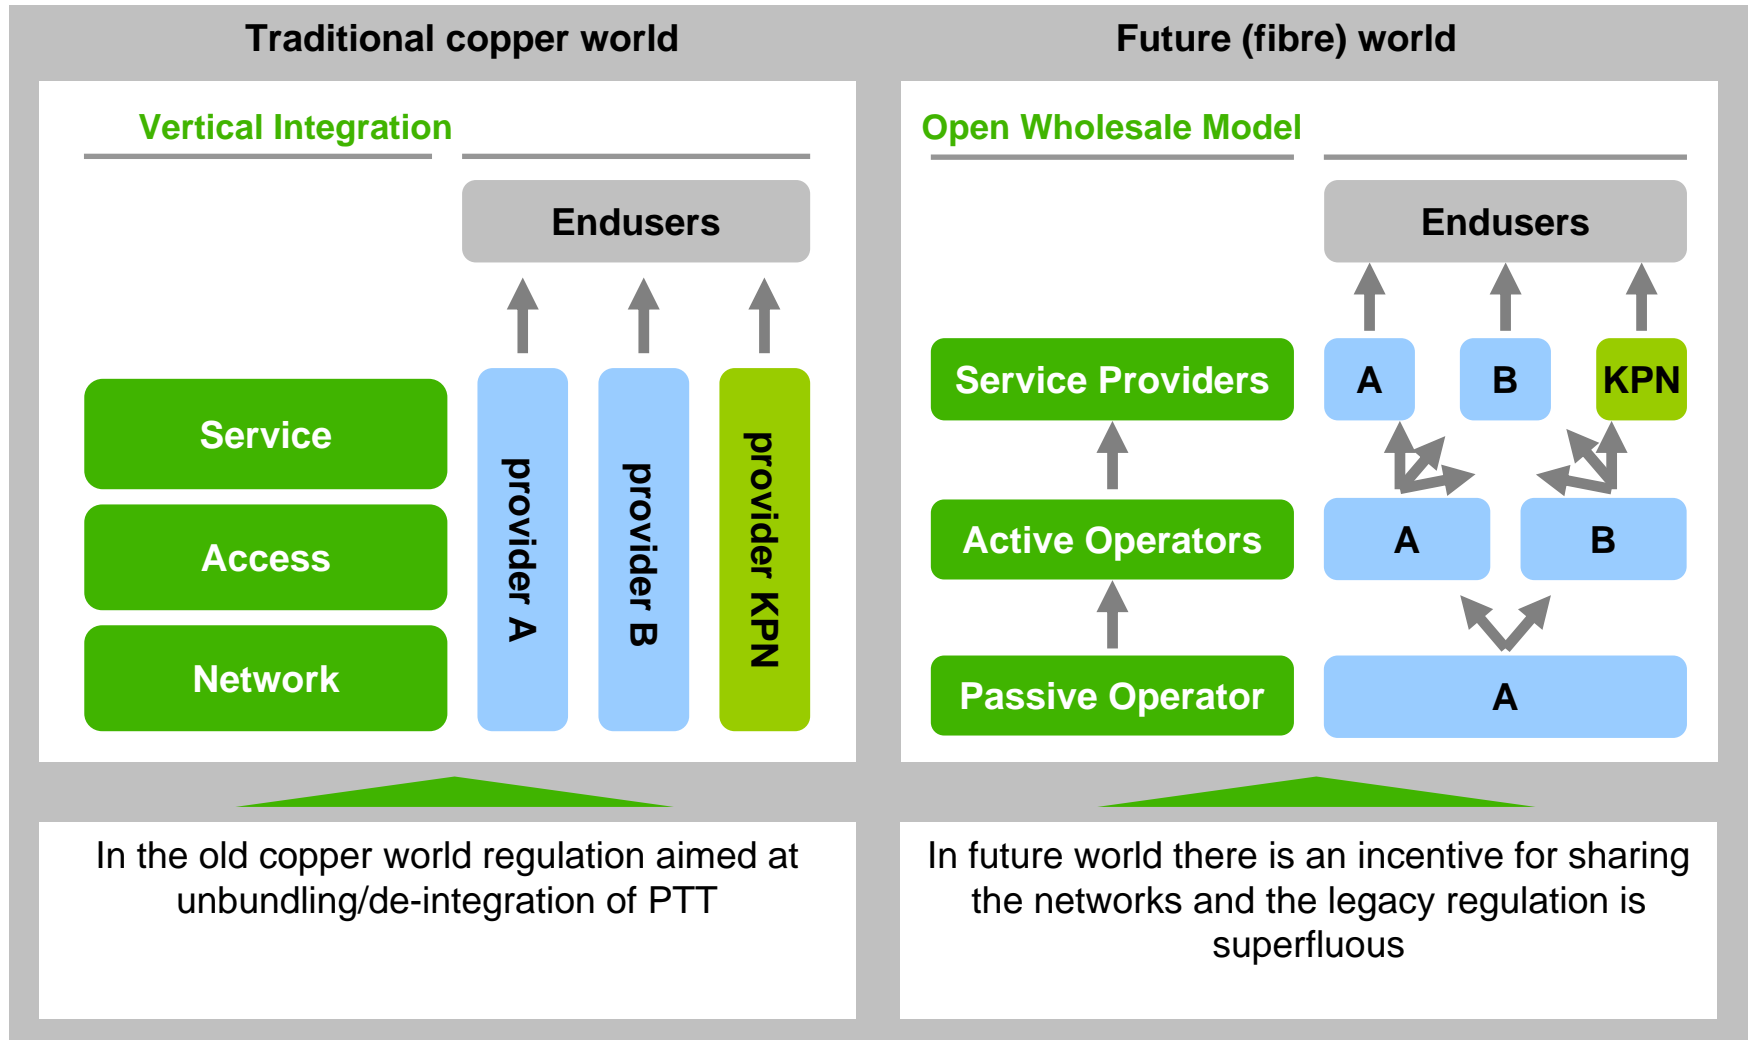 Traditional copper world
Vertical Integration
Endusers
Service
Access
Network
provider A
provider B
provider KPN
In the old copper world regulation aimed at
unbundling/de-integration of PTT
Future (fibre) world
Open Wholesale Model
Endusers
Service Providers
A
B
KPN
Active Operators
A
B
Passive Operator
A
In future world there is an incentive for sharing
the networks and the legacy regulation is
superfluous